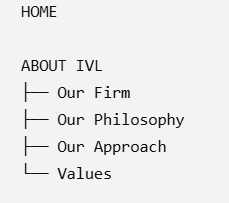 HOME
ABOUT IVL
├── Our Firm
├── Our Philosophy
├── Our Approach
└── Values